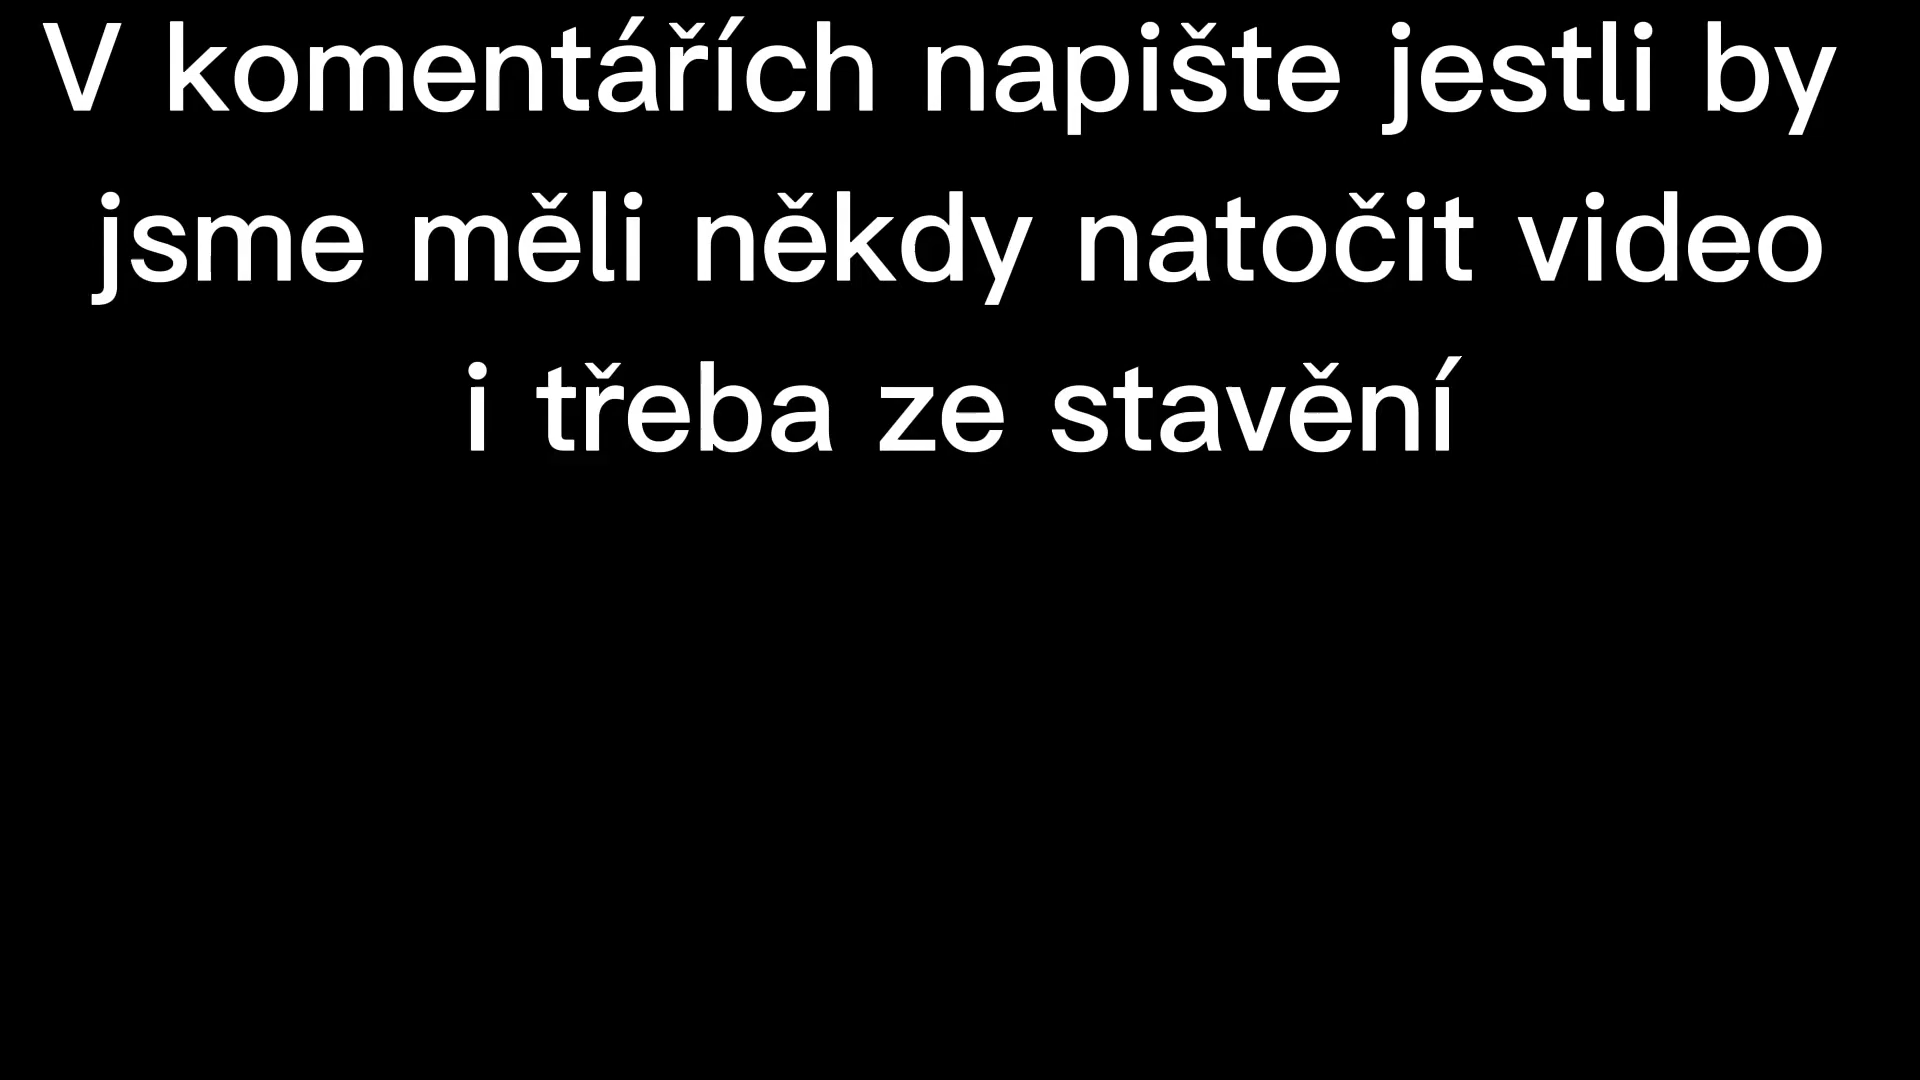 V komentářích napište jestli by
jsme měli někdy natočit video
i třeba ze stavění